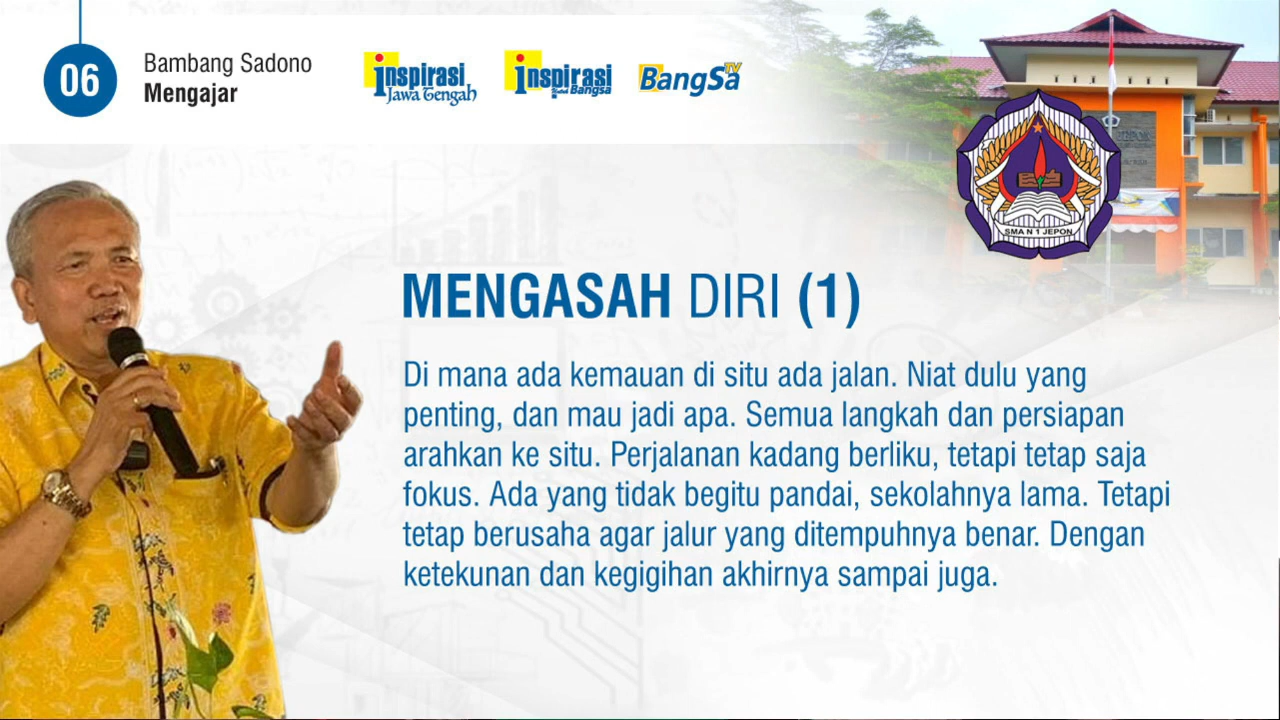 06
Bambang Sadono
Mengajar
inspirasi
Jawa Tengah
inspirasi
Untuk Bangsa
BangSa TV
JEPON
SMA N 1 JEPON
MENGASAH DIRI (1)
Di mana ada kemauan di situ ada jalan. Niat dulu yang
penting, dan mau jadi apa. Semua langkah dan persiapan
arahkan ke situ. Perjalanan kadang berliku, tetapi tetap saja
fokus. Ada yang tidak begitu pandai, sekolahnya lama. Tetapi
tetap berusaha agar jalur yang ditempuhnya benar. Dengan
ketekunan dan kegigihan akhirnya sampai juga.